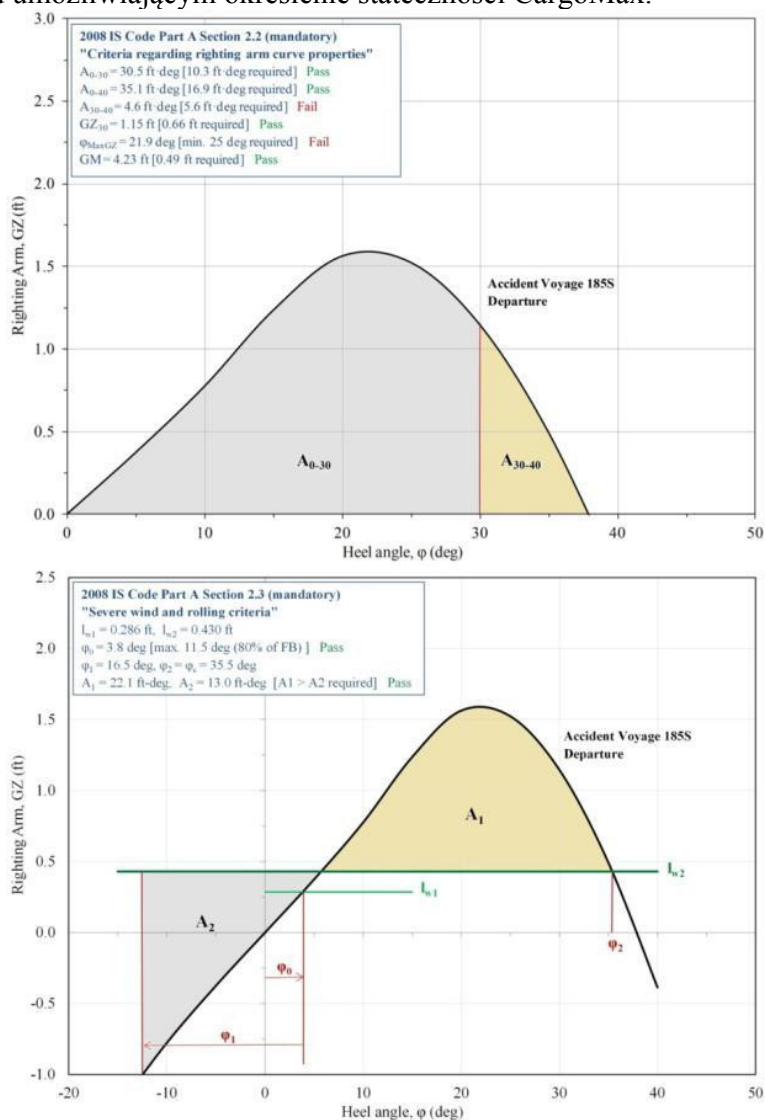 umożliwiającym określenie stateczności CargoMax.
2008 IS Code Part A Section 2.2 (mandatory)
"Criteria regarding righting arm curve properties"
A0-30 = 30.5 ft·deg [10.3 ft·deg required] Pass
A0-40 = 35.1 ft·deg [16.9 ft·deg required] Pass
A30-40 = 4.6 ft·deg [5.6 ft·deg required] Fail
GZ30 = 1.15 ft [0.66 ft required] Pass
φMaxGZ = 21.9 deg [min. 25 deg required] Fail
GM = 4.23 ft [0.49 ft required] Pass
3.0
2.5
2.0
1.5
1.0
0.5
0.0
Righting Arm, GZ (ft)
Accident Voyage 185S
Departure
A0-30
A30-40
0 10 20 30 40 50
Heel angle, φ (deg)
2008 IS Code Part A Section 2.3 (mandatory)
"Severe wind and rolling criteria"
lw1 = 0.286 ft, lw2 = 0.430 ft
φ0 = 3.8 deg [max. 11.5 deg (80% of FB) ] Pass
φ1 = 16.5 deg, φ2 = φc = 35.5 deg
A1 = 22.1 ft-deg, A2 = 13.0 ft-deg [A1 > A2 required] Pass
2.5
2.0
1.5
1.0
0.5
0.0
-0.5
-1.0
Righting Arm, GZ (ft)
Accident Voyage 185S
Departure
A1
lw2
lw1
A2
φ2
φ0
φ1
-20 -10 0 10 20 30 40 50
Heel angle, φ (deg)